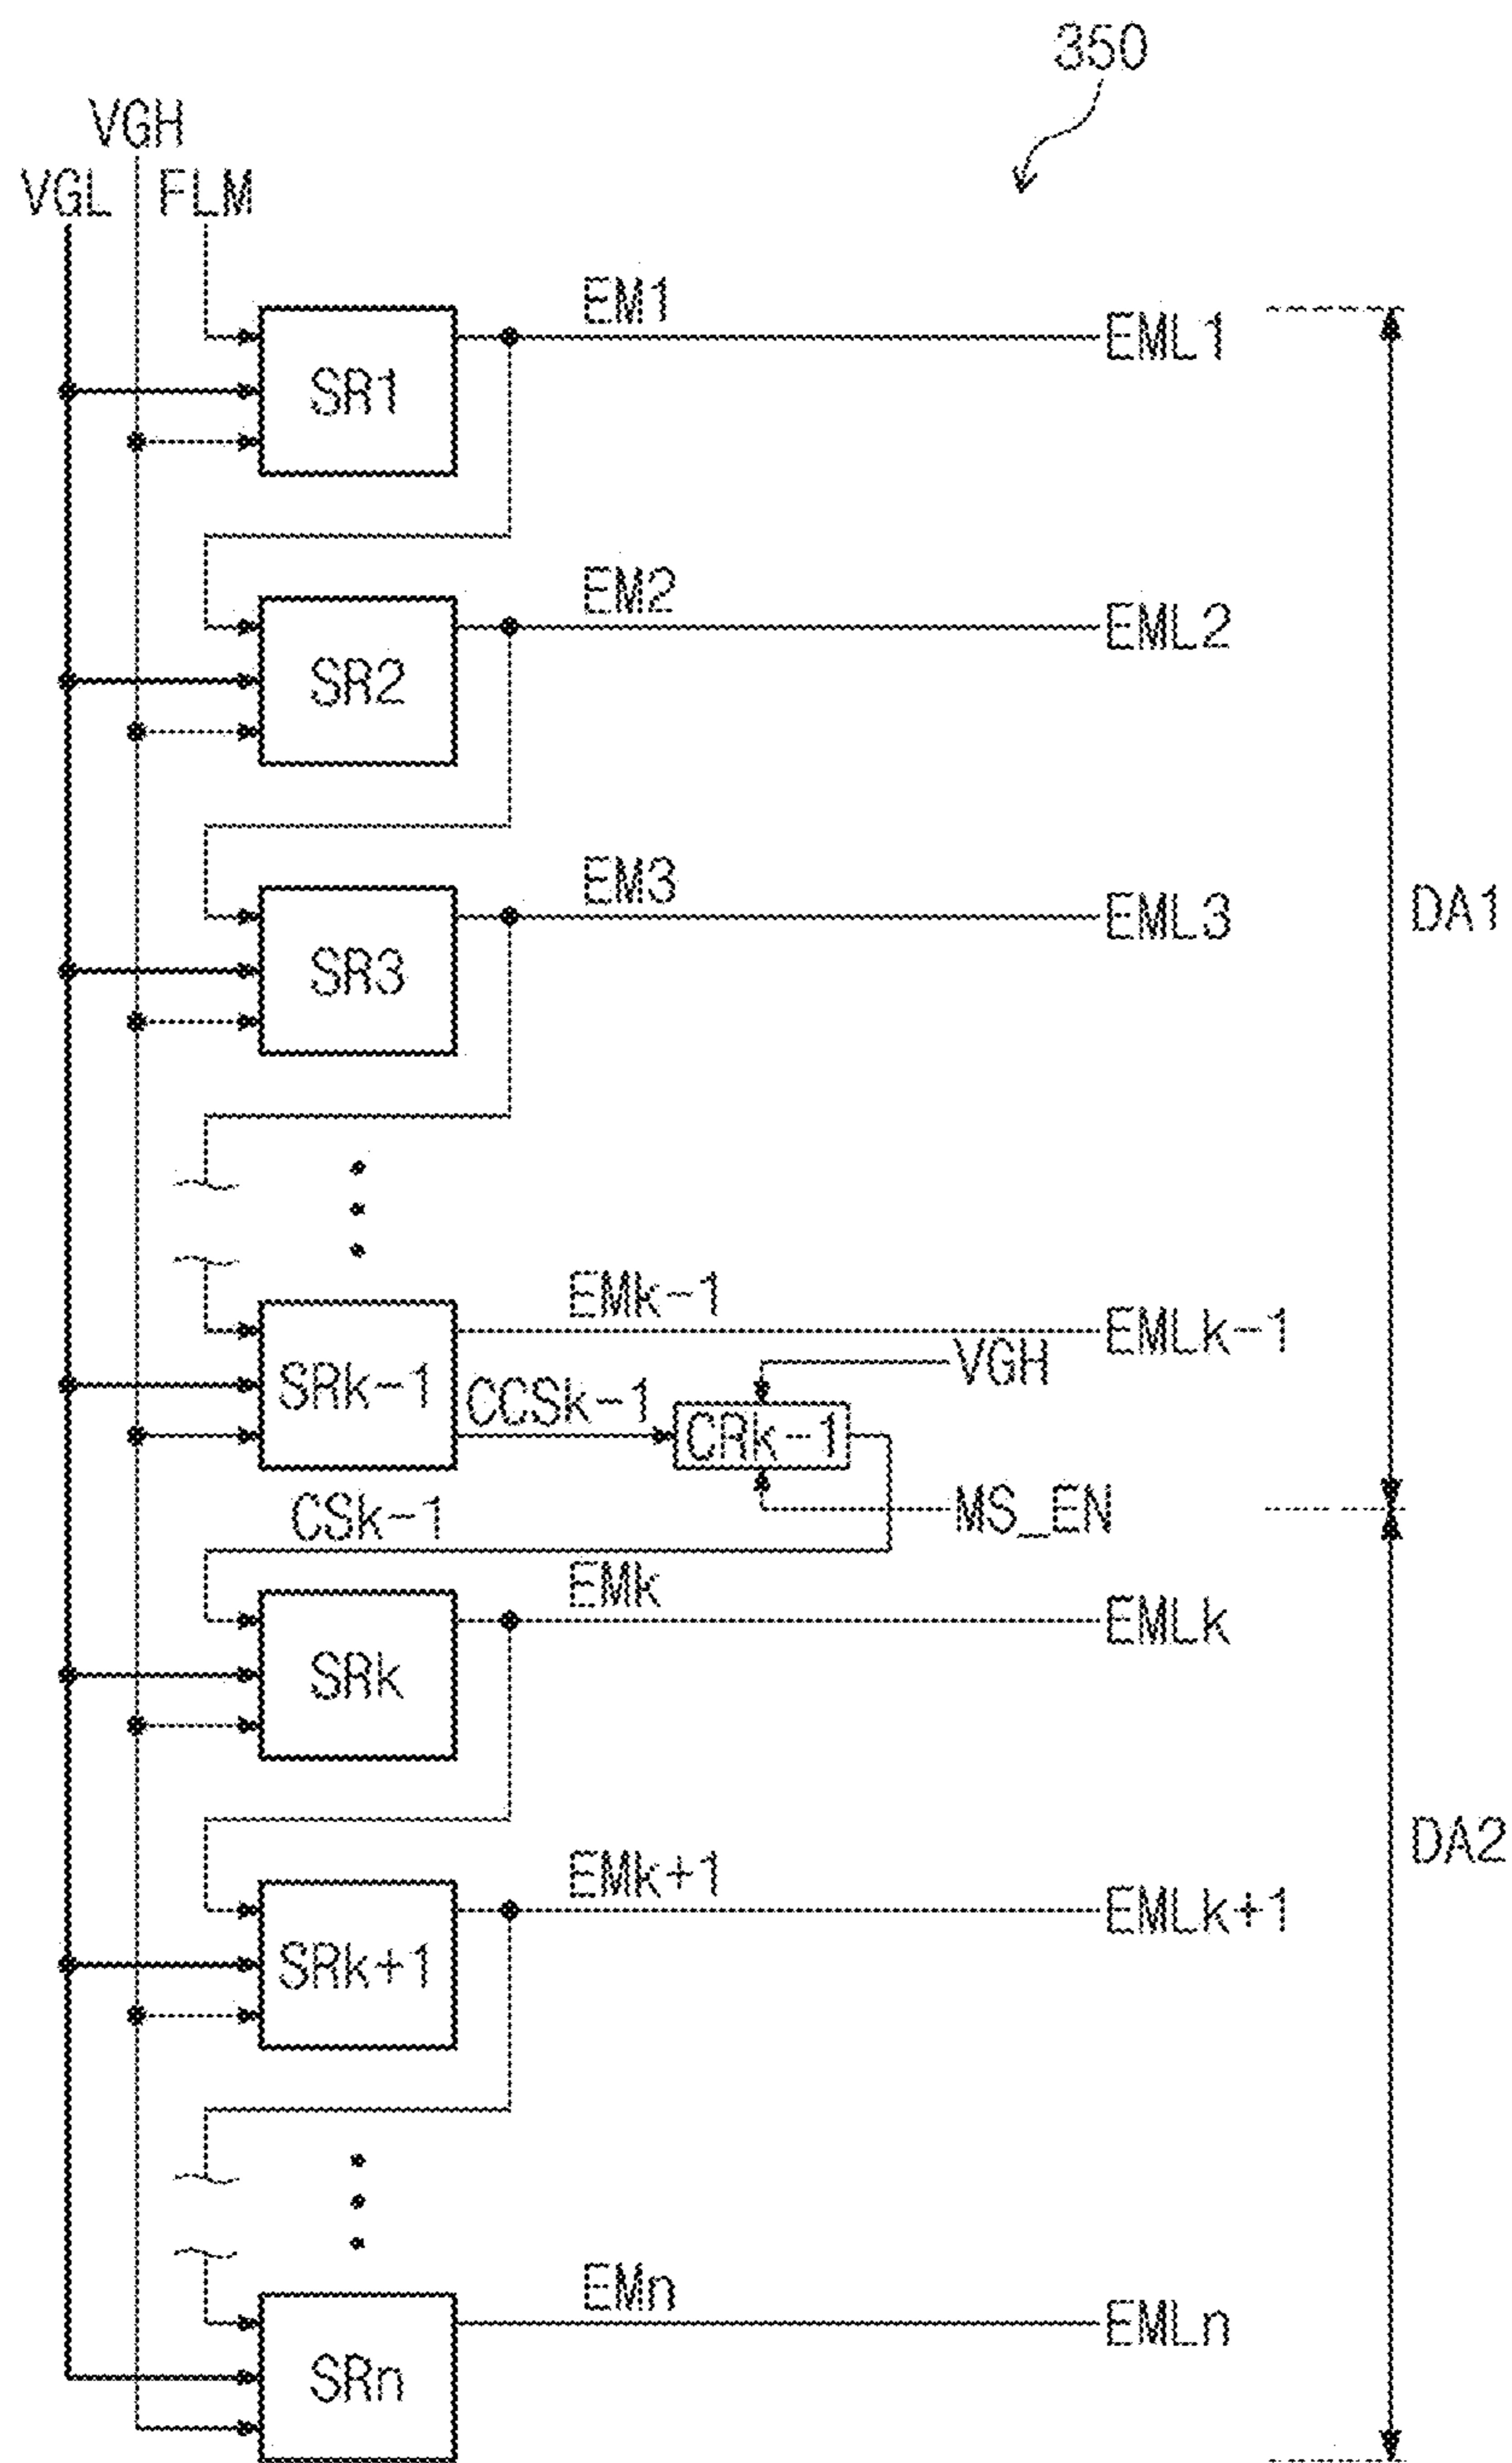 350
VGH
VGL FLM
EM1
SR1
EML1
EM2
SR2
EML2
EM3
SR3
EML3
DA1
EMk-1
EMLk-1
SRk-1
CCSk-1
VGH
CRk-1
MS_EN
CSk-1
EMk
EMLk
SRk
DA2
EMk+1
EMLk+1
SRk+1
EMn
EMLn
SRn